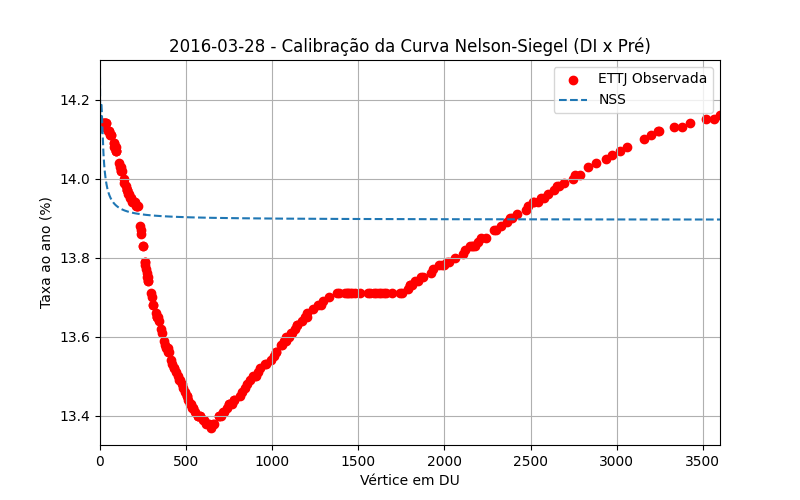 2016-03-28 - Calibração da Curva Nelson-Siegel (DI x Pré)
ETTJ Observada
NSS
Taxa ao ano (%)
14.2
14.0
13.8
13.6
13.4
0 500 1000 1500 2000 2500 3000 3500
Vértice em DU